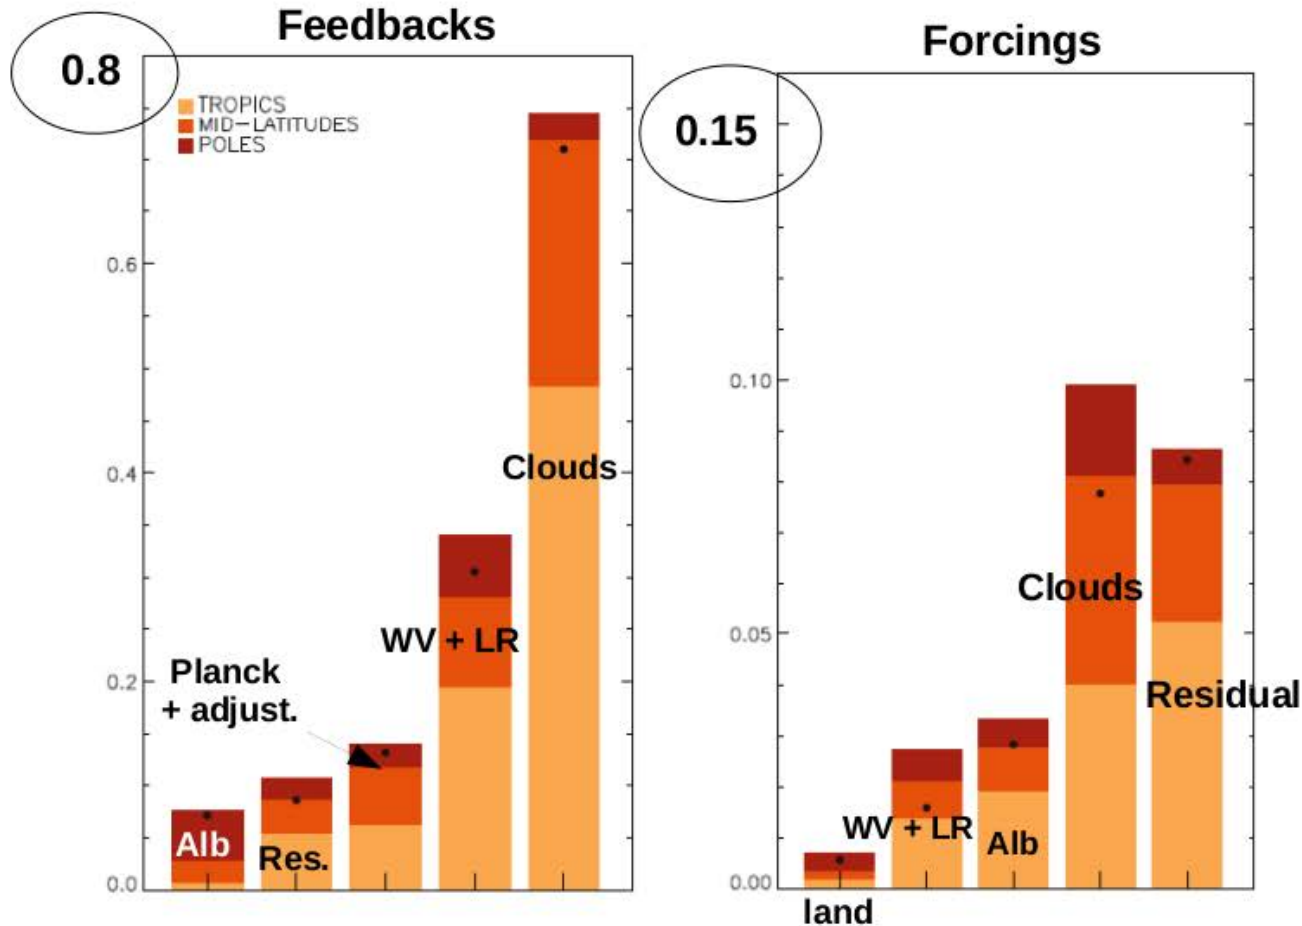 Feedbacks
0.8
TROPICS
MID-LATITUDES
POLES
0.6
0.4
0.2
0.0
Clouds
WV + LR
Planck
+ adjust.
Alb
Res.
Forcings
0.15
0.10
0.05
0.00
Clouds
Residual
WV + LR
Alb
land